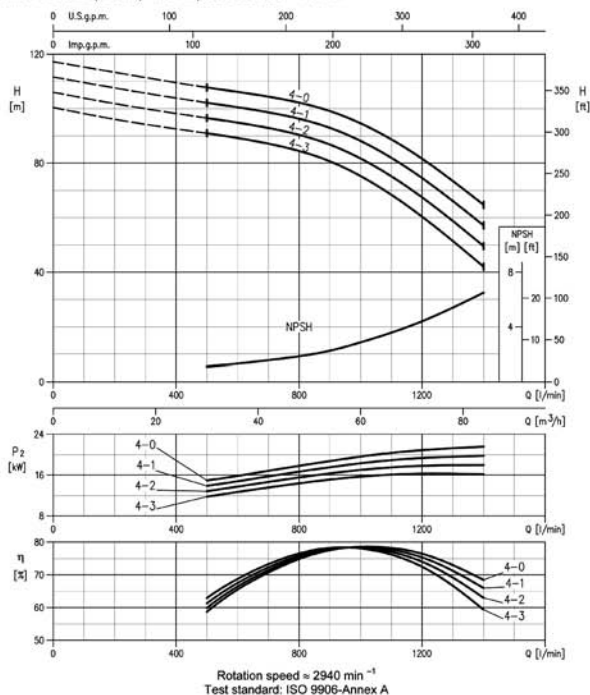 0 100 200 300 400
U.S.g.p.m.
0 100 200 300
Imp.g.p.m.
120
H
[m]
80
40
0
H
[ft]
350
300
250
200
150
100
50
0
4-0
4-1
4-2
4-3
NPSH
[m] [ft]
8
20
4
10
NPSH
0 400 800 1200 Q [l/min]
0 20 40 60 80 Q [m³/h]
24
P2
[kW]
16
8
4-0
4-1
4-2
4-3
0 400 800 1200 Q [l/min]
80
η
[%]
70
60
50
4-0
4-1
4-2
4-3
0 400 800 1200 Q [l/min]
Rotation speed ≈ 2940 min⁻¹
Test standard: ISO 9906-Annex A